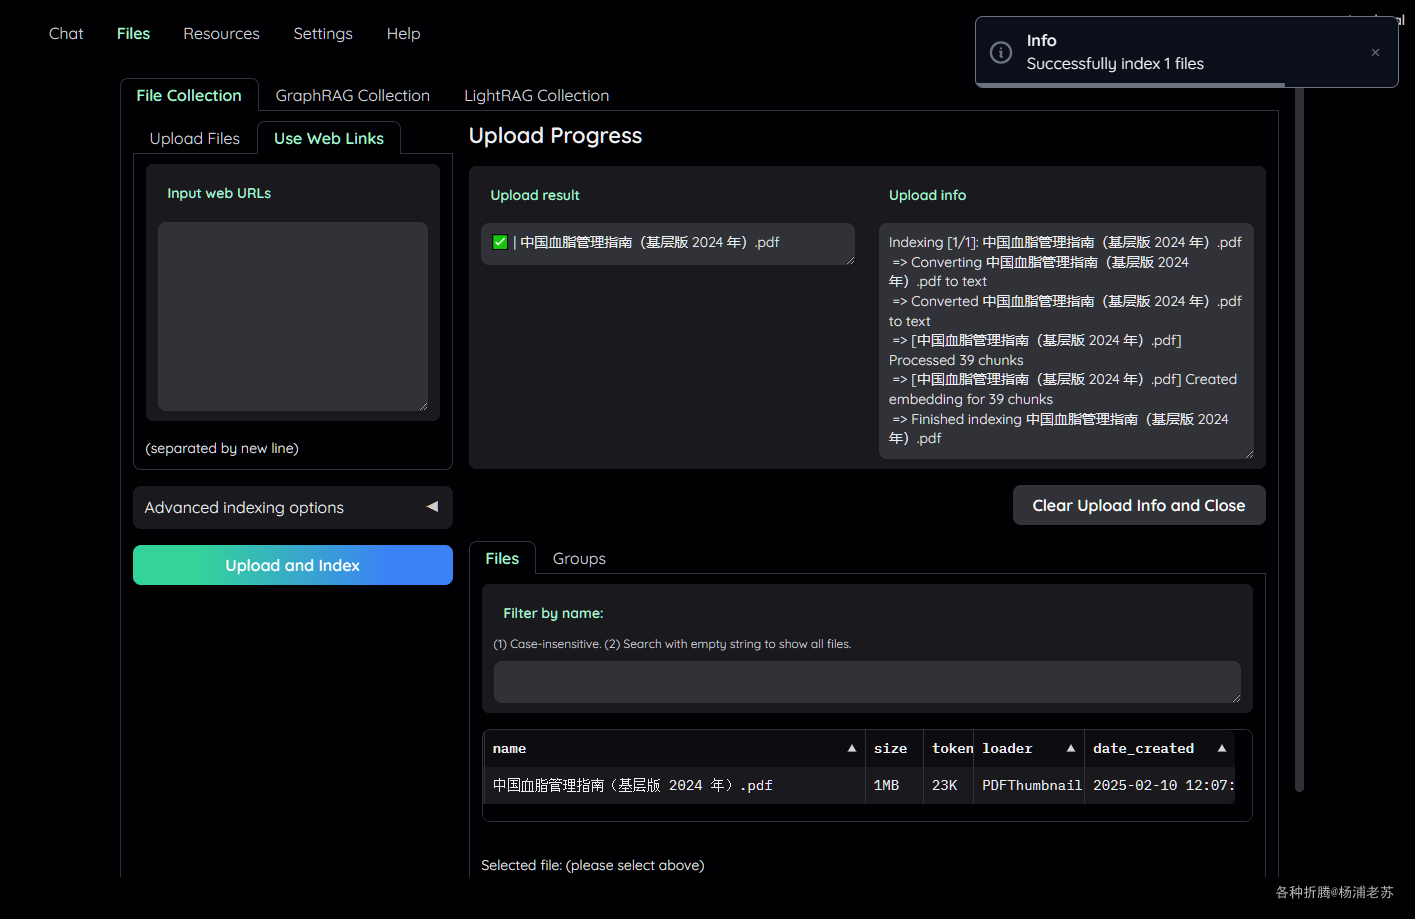 Chat
Files
Resources
Settings
Help
Info
Successfully index 1 files
×
File Collection
GraphRAG Collection
LightRAG Collection
Upload Files
Use Web Links
Input web URLs
(separated by new line)
Advanced indexing options
Upload and Index
Upload Progress
Upload result
✅ | 中国血脂管理指南（基层版 2024 年）.pdf
Upload info
Indexing [1/1]: 中国血脂管理指南（基层版 2024 年）.pdf
=> Converting 中国血脂管理指南（基层版 2024
年）.pdf to text
=> Converted 中国血脂管理指南（基层版 2024 年）.pdf
to text
=> [中国血脂管理指南（基层版 2024 年）.pdf]
Processed 39 chunks
=> [中国血脂管理指南（基层版 2024 年）.pdf] Created
embedding for 39 chunks
=> Finished indexing 中国血脂管理指南（基层版 2024
年）.pdf
Clear Upload Info and Close
Files
Groups
Filter by name:
(1) Case-insensitive. (2) Search with empty string to show all files.
name size token loader date_created
中国血脂管理指南（基层版 2024 年）.pdf 1MB 23K PDFThumbnail 2025-02-10 12:07:
Selected file: (please select above)
各种折腾@杨浦老苏